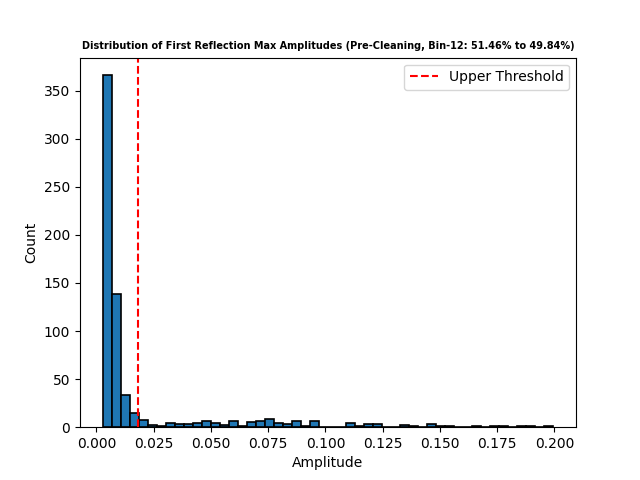 Distribution of First Reflection Max Amplitudes (Pre-Cleaning, Bin-12: 51.46% to 49.84%)
Upper Threshold
350
300
250
200
150
100
50
0
Count
0.000 0.025 0.050 0.075 0.100 0.125 0.150 0.175 0.200
Amplitude